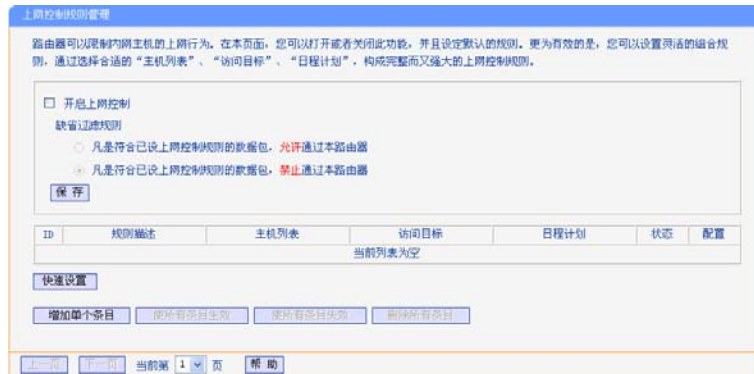 上网控制规则管理
路由器可以限制内网主机的上网行为。在本页面，您可以打开或者关闭此功能，并且设定默认的规则。更为有效的是，您可以设置灵活的组合规
则，通过选择合适的“主机列表”、“访问目标”、“日程计划”，构成完整而又强大的上网控制规则。
开启上网控制
缺省过滤规则
凡是符合已设上网控制规则的数据包，允许通过本路由器
凡是符合已设上网控制规则的数据包，禁止通过本路由器
保 存
ID 规则描述 主机列表 访问目标 日程计划 状态 配置
当前列表为空
快速设置
增加单个条目 使所有条目生效 使所有条目失效 删除所有条目
上一页 下一页 当前第 1 页 帮 助